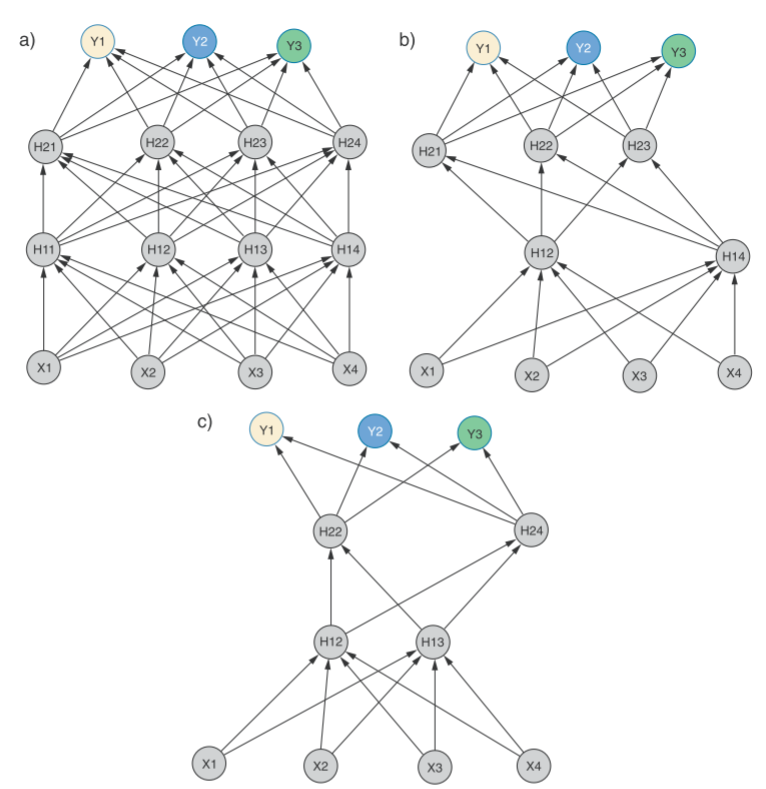 a)
Y1 Y2 Y3
H21 H22 H23 H24
H11 H12 H13 H14
X1 X2 X3 X4
b)
Y1 Y2 Y3
H21 H22 H23
H12 H14
X1 X2 X3 X4
c)
Y1 Y2 Y3
H22 H24
H12 H13
X1 X2 X3 X4